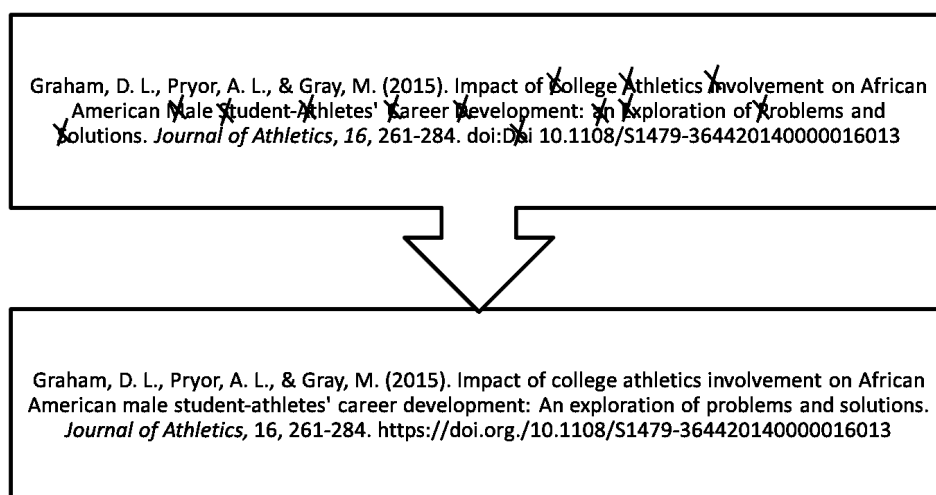 Graham, D. L., Pryor, A. L., & Gray, M. (2015). Impact of College Athletics Involvement on African
American Male Student-Athletes' Career Development: an Exploration of Problems and
Solutions. Journal of Athletics, 16, 261-284. doi:Doi 10.1108/S1479-364420140000016013
Graham, D. L., Pryor, A. L., & Gray, M. (2015). Impact of college athletics involvement on African
American male student-athletes' career development: An exploration of problems and solutions.
Journal of Athletics, 16, 261-284. https://doi.org./10.1108/S1479-364420140000016013